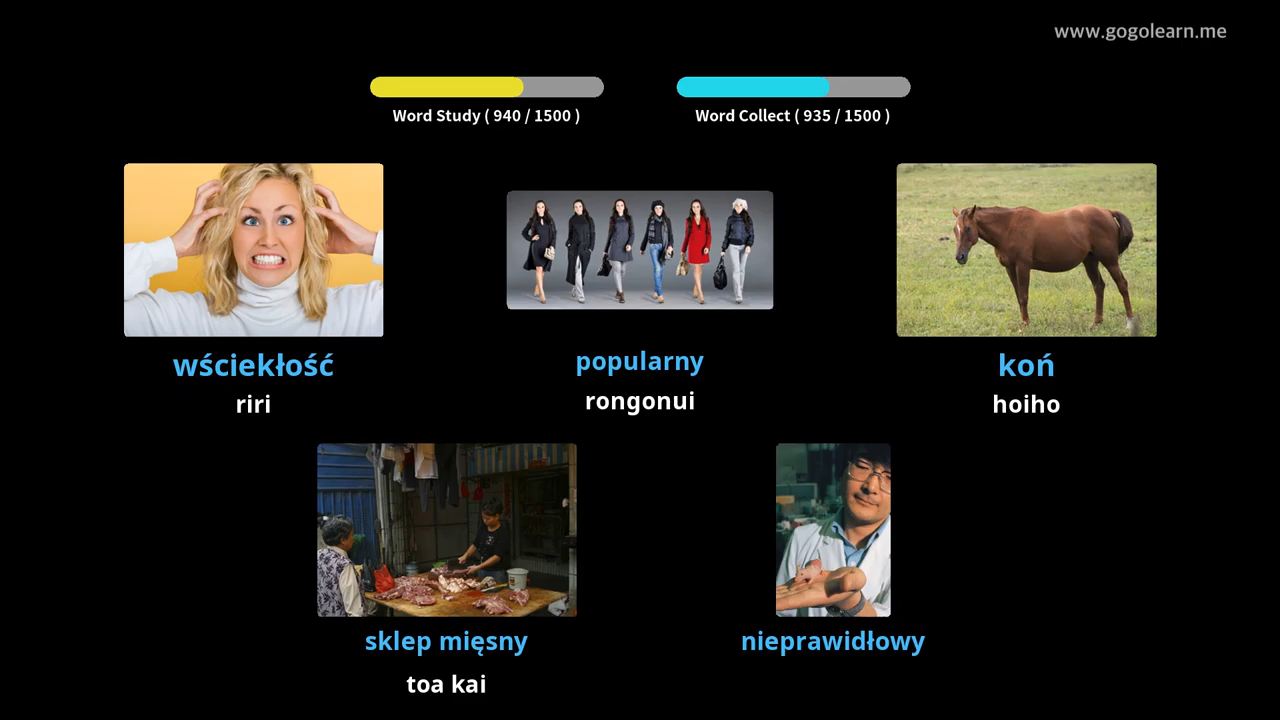 www.gogolearn.me
Word Study ( 940 / 1500 )
Word Collect ( 935 / 1500 )
wściekłość
popularny
koń
riri
rongonui
hoiho
sklep mięsny
nieprawidłowy
toa kai